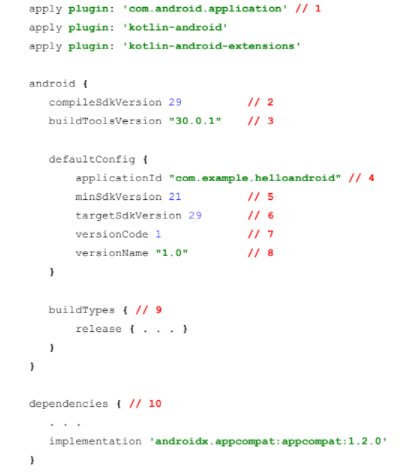 apply plugin: 'com.android.application' // 1
apply plugin: 'kotlin-android'
apply plugin: 'kotlin-android-extensions'
android {
compileSdkVersion 29 // 2
buildToolsVersion "30.0.1" // 3
defaultConfig {
applicationId "com.example.helloandroid" // 4
minSdkVersion 21 // 5
targetSdkVersion 29 // 6
versionCode 1 // 7
versionName "1.0" // 8
}
buildTypes { // 9
release { . . . }
}
}
dependencies { // 10
. . .
implementation 'androidx.appcompat:appcompat:1.2.0'
}